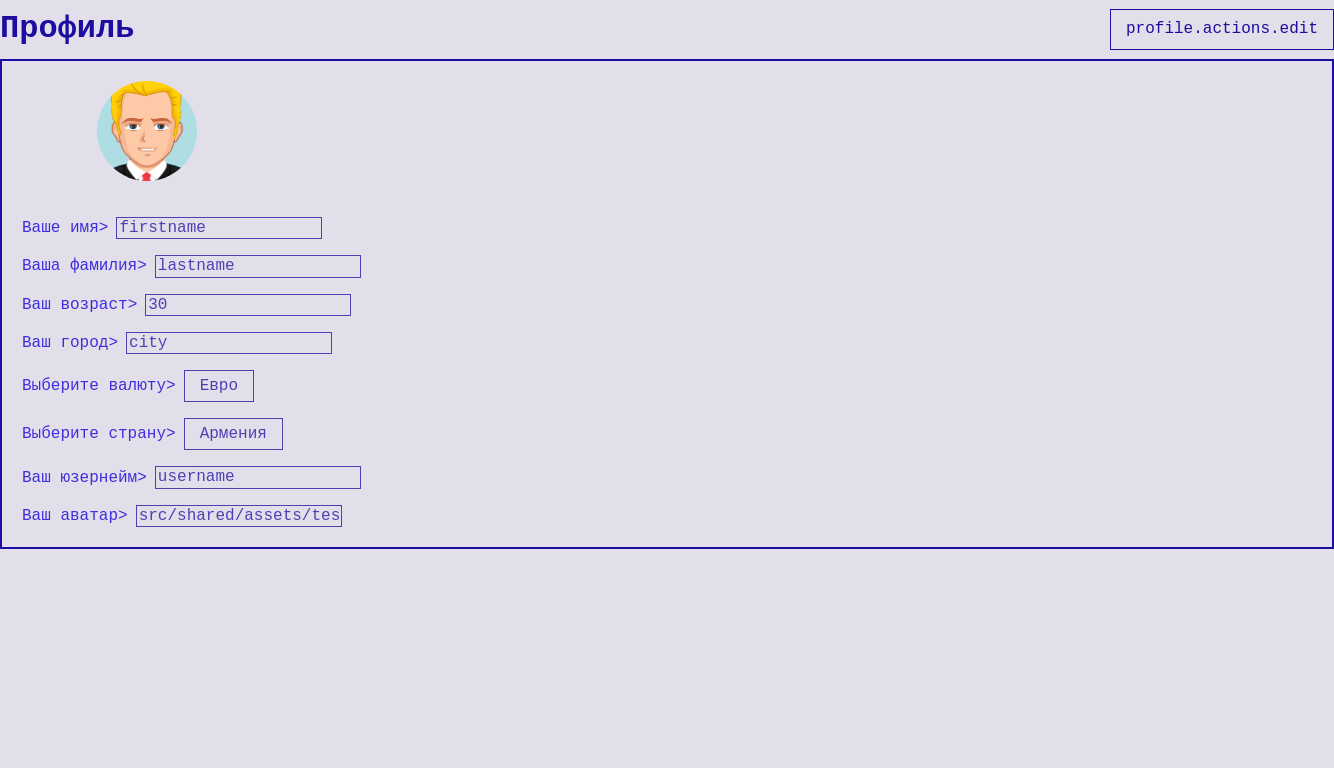 Профиль
profile.actions.edit
Ваше имя> firstname
Ваша фамилия> lastname
Ваш возраст> 30
Ваш город> city
Выберите валюту> Евро
Выберите страну> Армения
Ваш юзернейм> username
Ваш аватар> src/shared/assets/tes